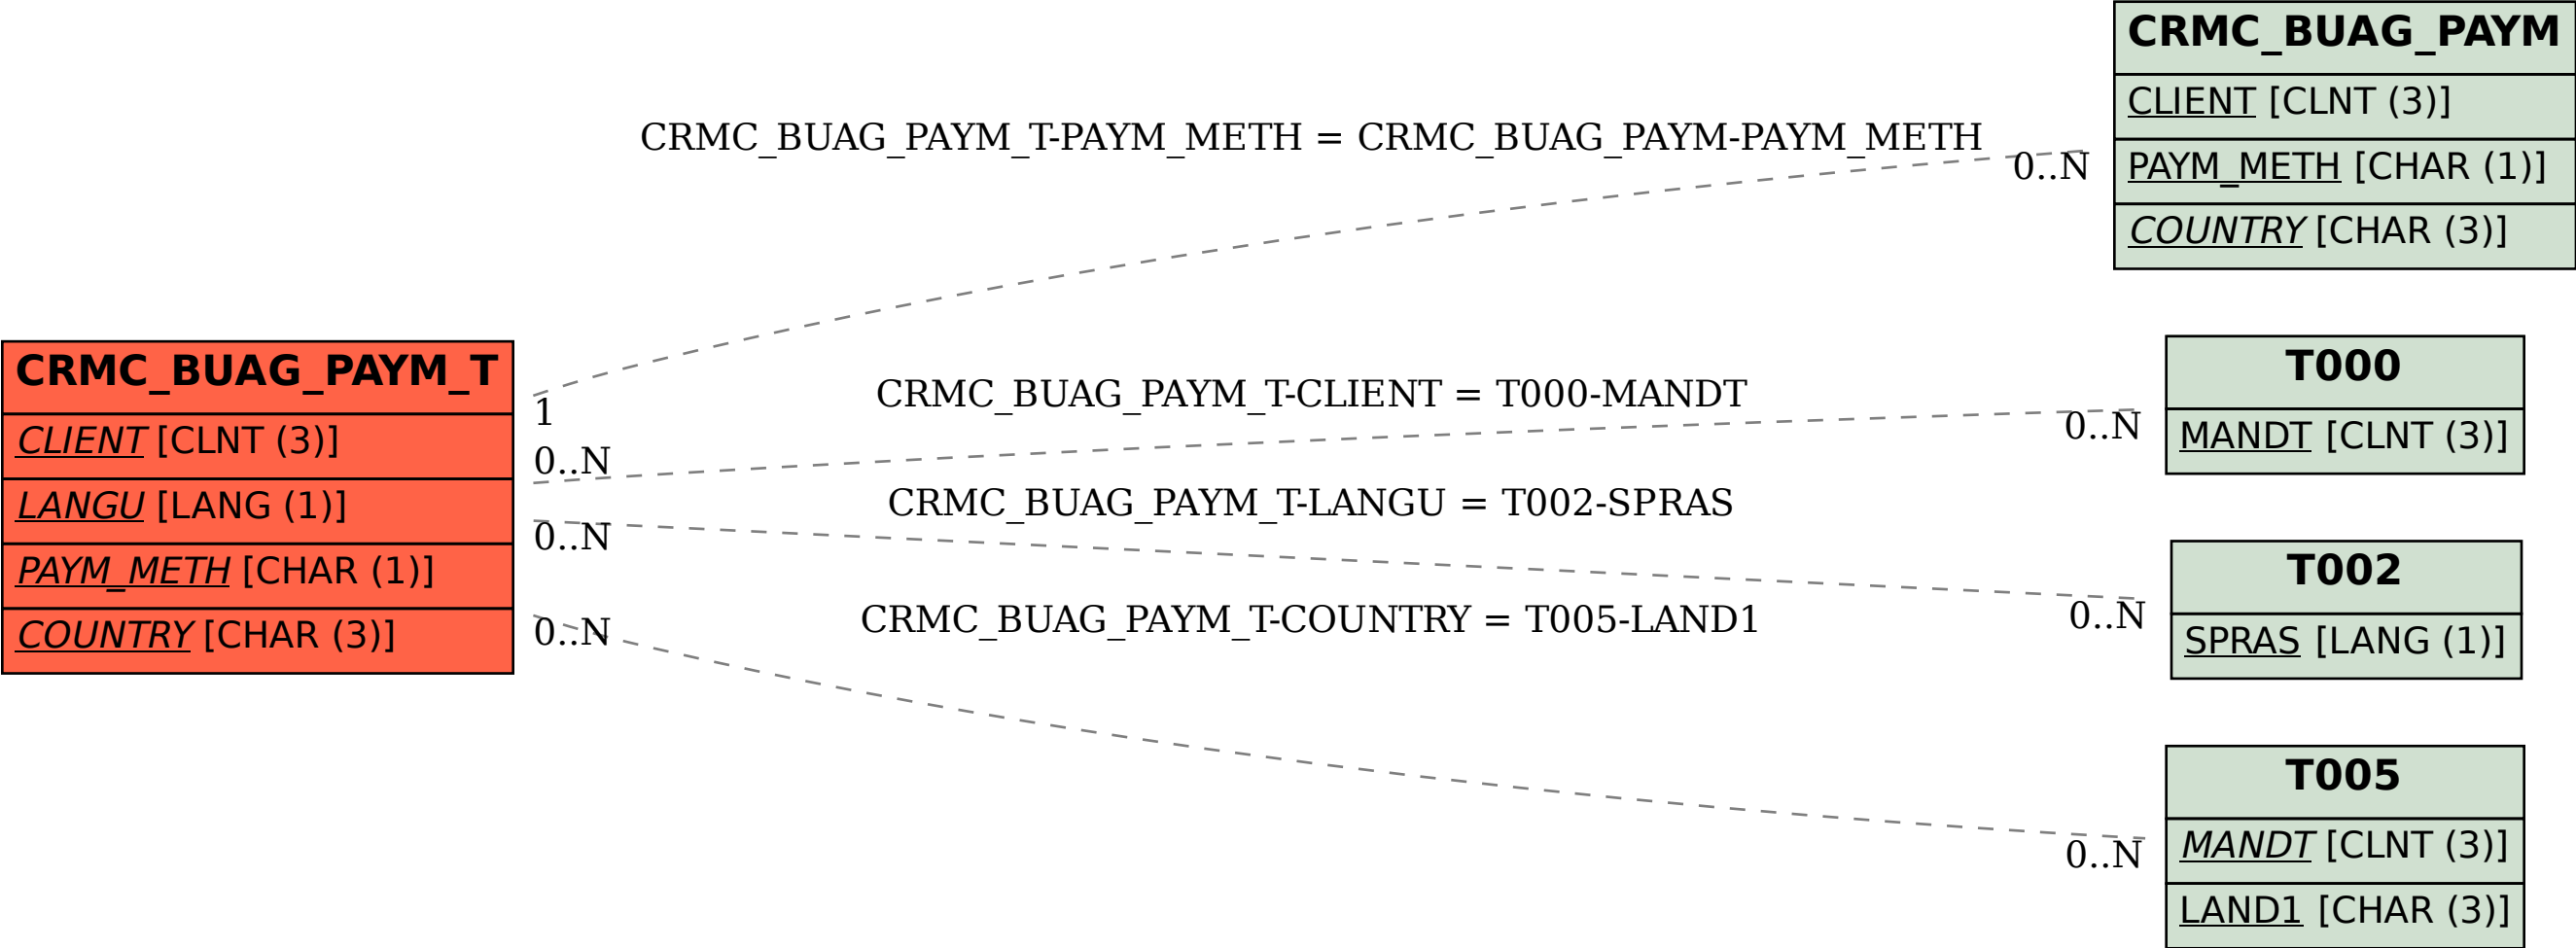 CRMC_BUAG_PAYM
CLIENT [CLNT (3)]
PAYM_METH [CHAR (1)]
COUNTRY [CHAR (3)]
CRMC_BUAG_PAYM_T-PAYM_METH = CRMC_BUAG_PAYM-PAYM_METH
0..N
CRMC_BUAG_PAYM_T
CLIENT [CLNT (3)]
LANGU [LANG (1)]
PAYM_METH [CHAR (1)]
COUNTRY [CHAR (3)]
1
0..N
0..N
0..N
CRMC_BUAG_PAYM_T-CLIENT = T000-MANDT
0..N
CRMC_BUAG_PAYM_T-LANGU = T002-SPRAS
0..N
CRMC_BUAG_PAYM_T-COUNTRY = T005-LAND1
0..N
T000
MANDT [CLNT (3)]
T002
SPRAS [LANG (1)]
T005
MANDT [CLNT (3)]
LAND1 [CHAR (3)]